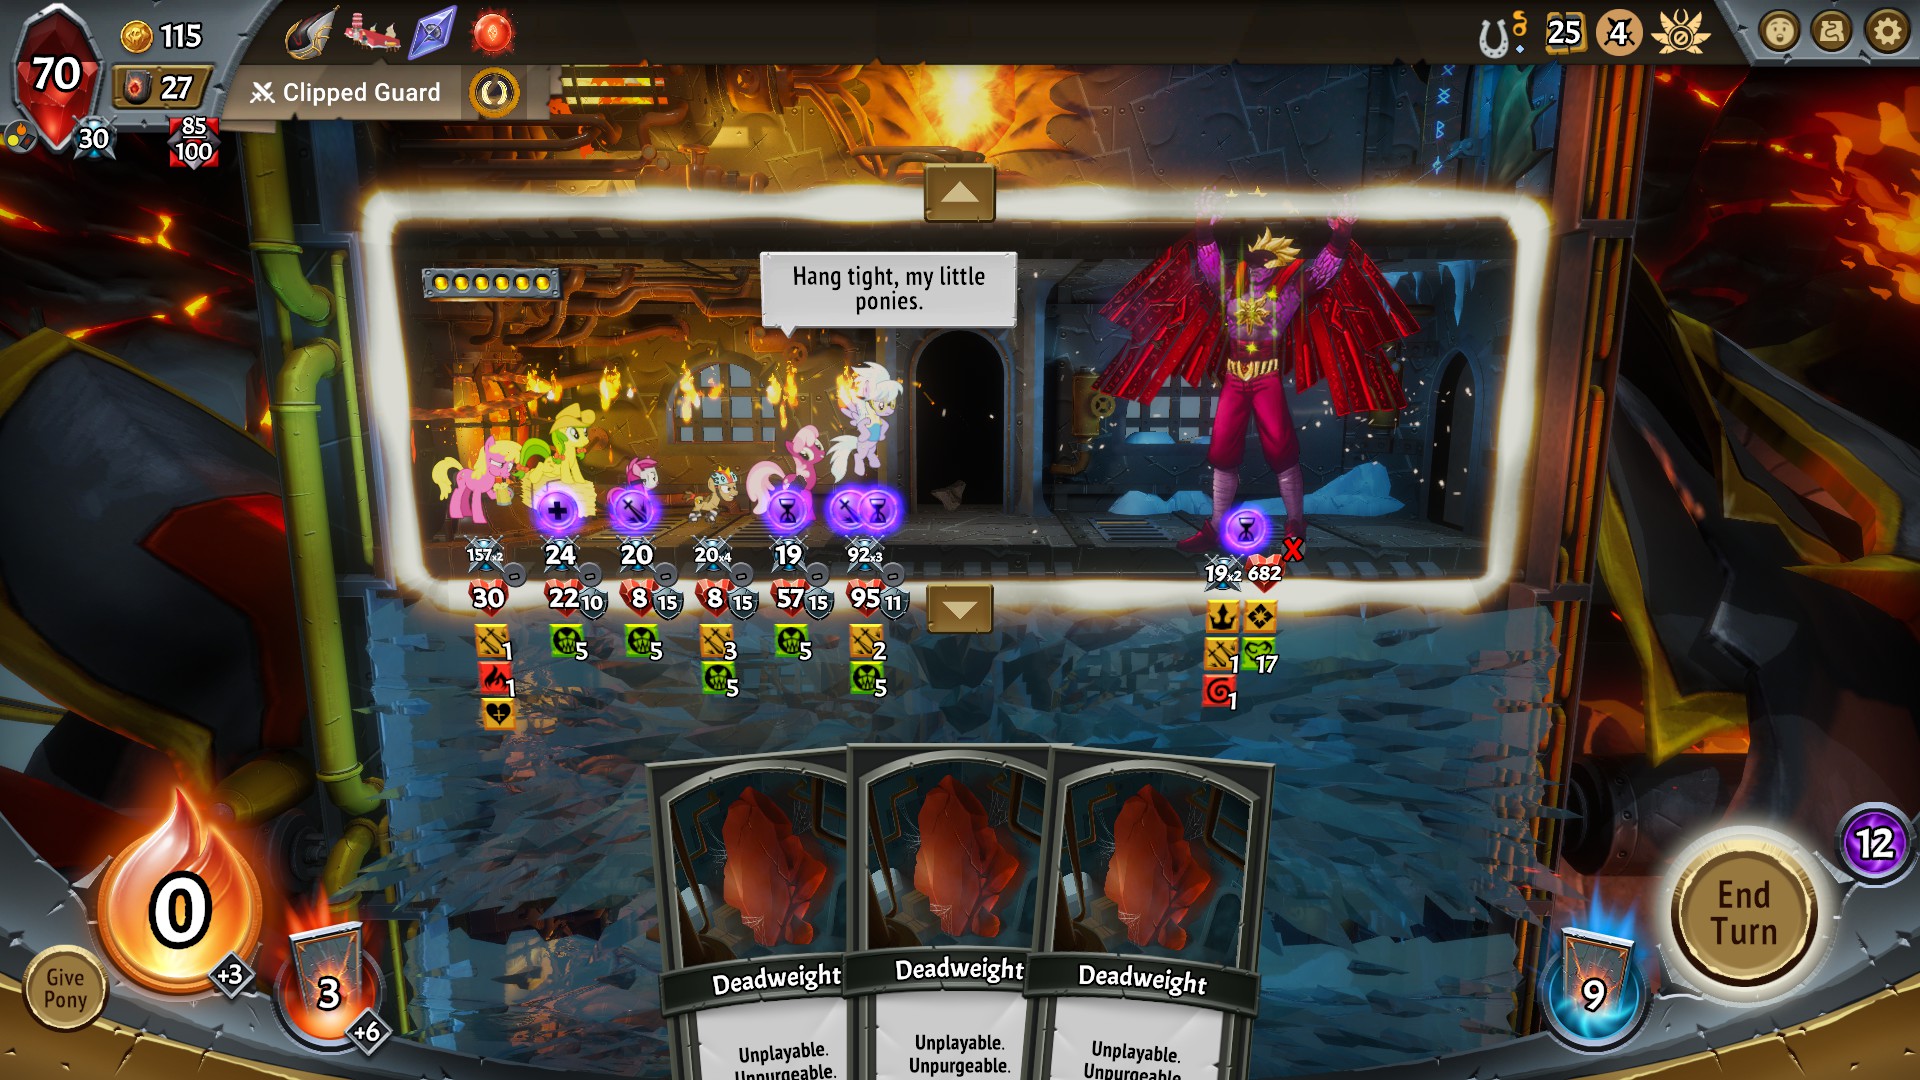 70
115
27
30
85
100
Clipped Guard
25
4
Hang tight, my little
ponies.
157x2
24
20
20x4
19
92x3
19x2
682
X
30
22
10
8
15
8
15
57
15
95
11
1
5
5
3
5
2
1
5
5
1
17
1
0
+3
3
+6
Give
Pony
Deadweight
Unplayable.
Unpurgeable.
Deadweight
Unplayable.
Unpurgeable.
Deadweight
Unplayable.
Unpurgeable.
9
End
Turn
12